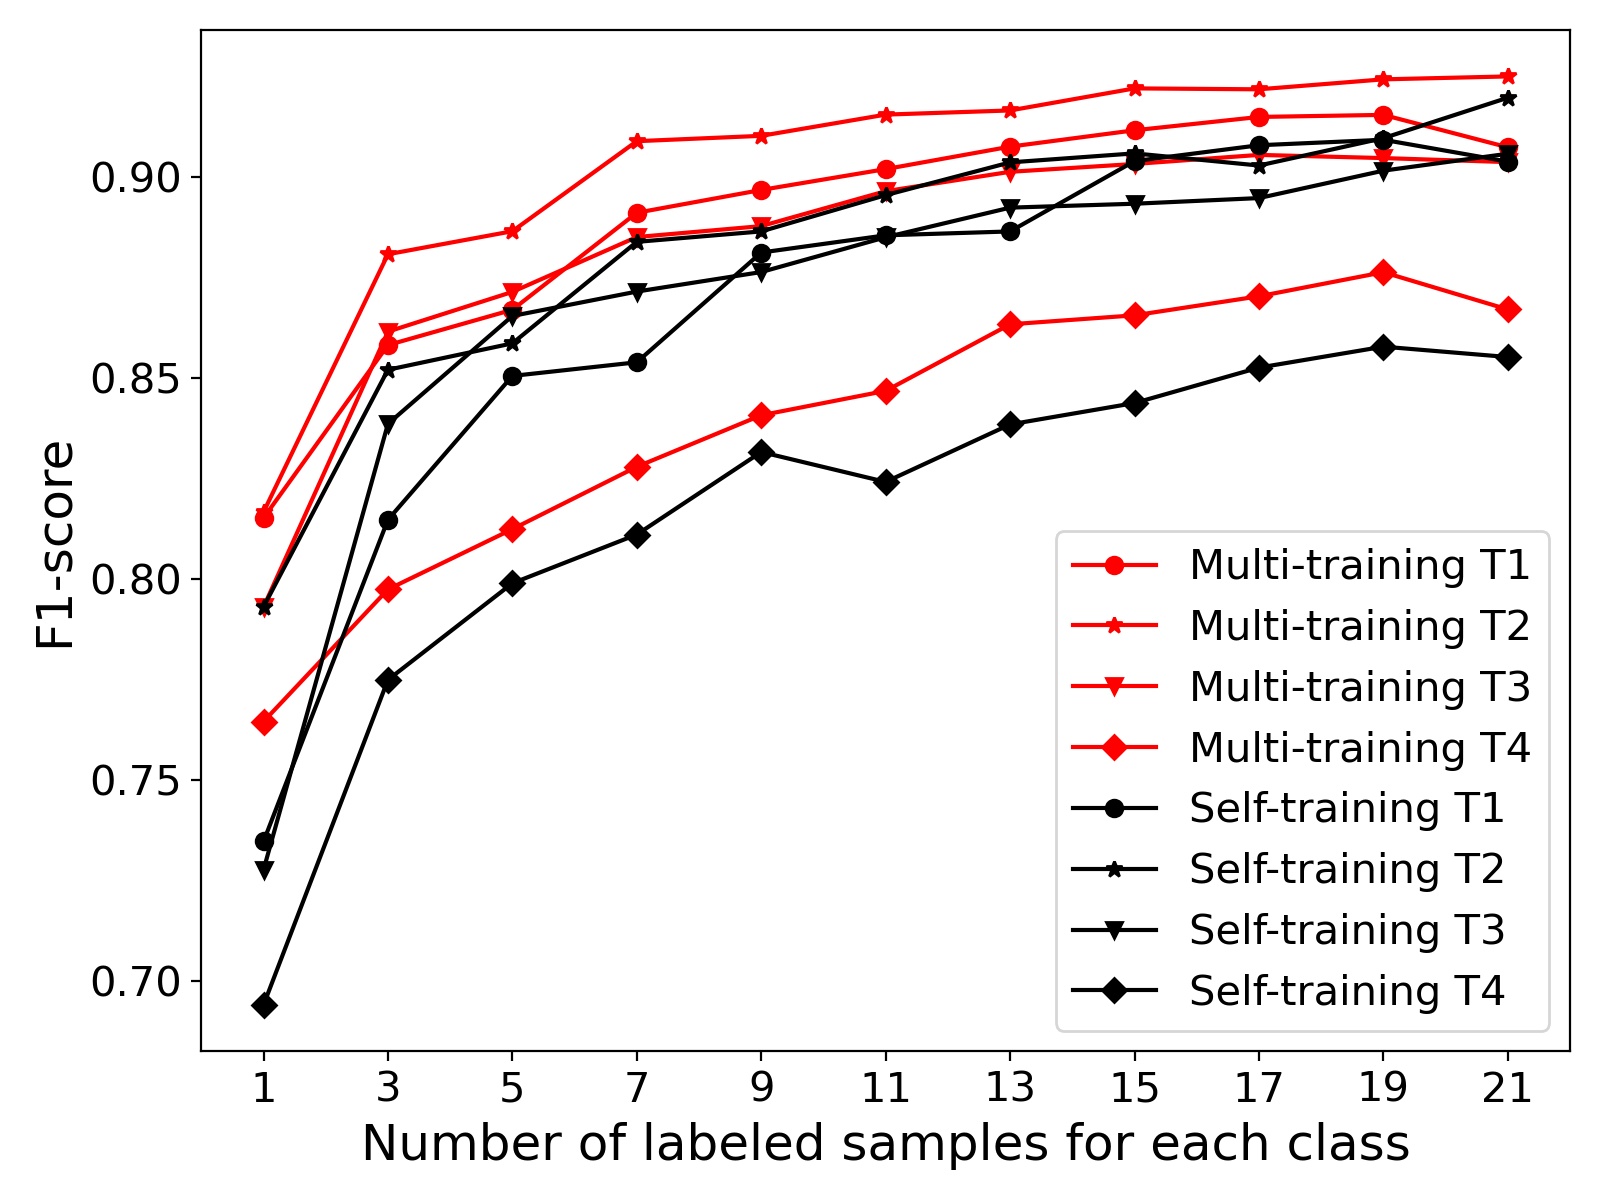 F1-score
0.90
0.85
0.80
0.75
0.70
Multi-training T1
Multi-training T2
Multi-training T3
Multi-training T4
Self-training T1
Self-training T2
Self-training T3
Self-training T4
1 3 5 7 9 11 13 15 17 19 21
Number of labeled samples for each class